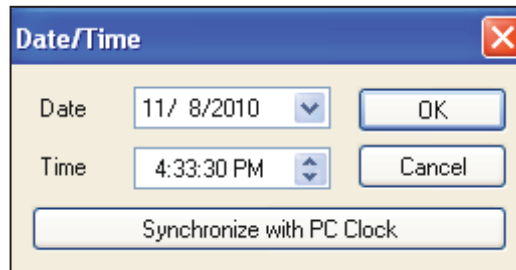 Date/Time
Date 11/ 8/2010 OK
Time 4:33:30 PM Cancel
Synchronize with PC Clock